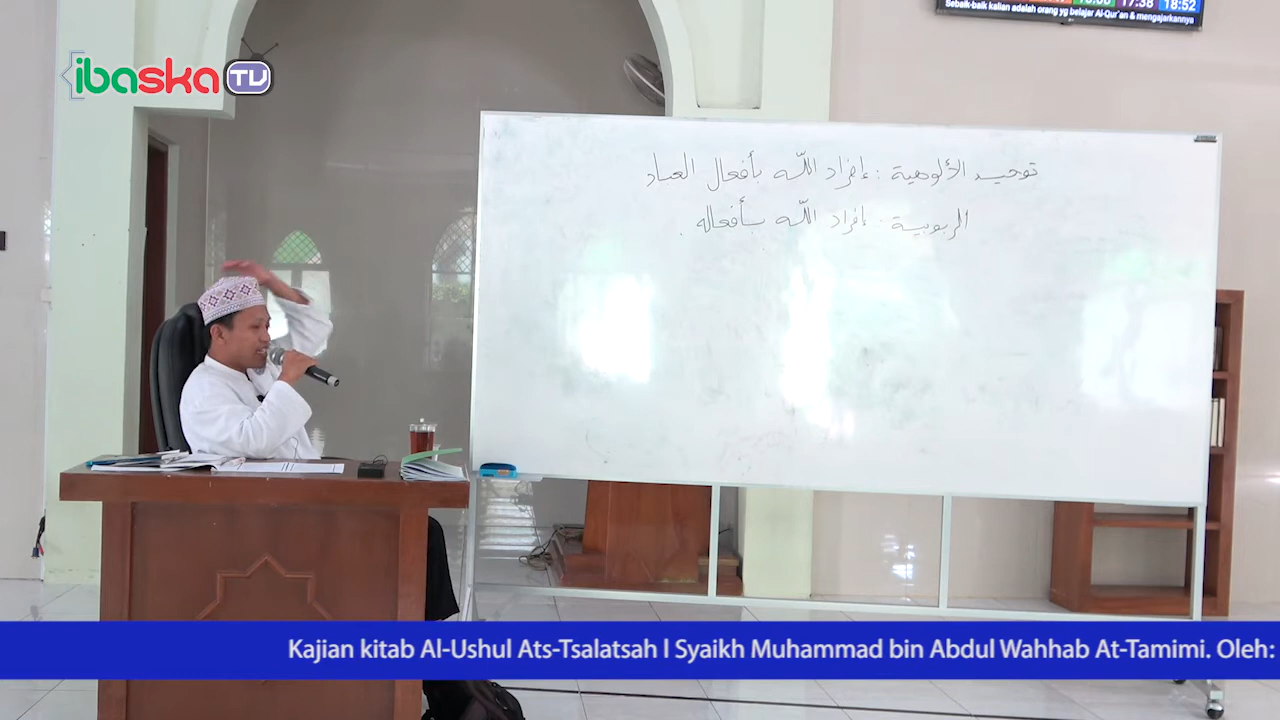 ibaska TV
Sebaik-baik kalian adalah orang yg belajar Al-Qur'an & mengajarkannya
17:38 18:52
توحيد الألوهية : إفراد اللّه بأفعال العباد
الربوبية : إفراد اللّه بأفعاله .
Kajian kitab Al-Ushul Ats-Tsalatsah l Syaikh Muhammad bin Abdul Wahhab At-Tamimi. Oleh: